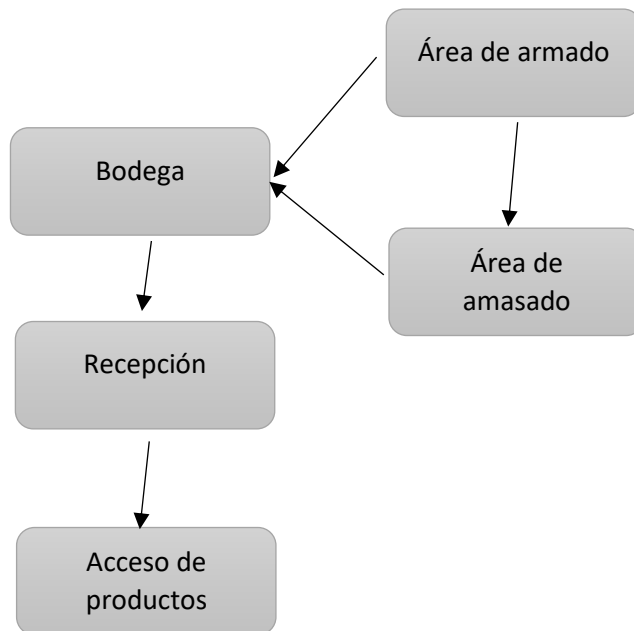 Área de armado
Bodega
Área de
amasado
Recepción
Acceso de
productos